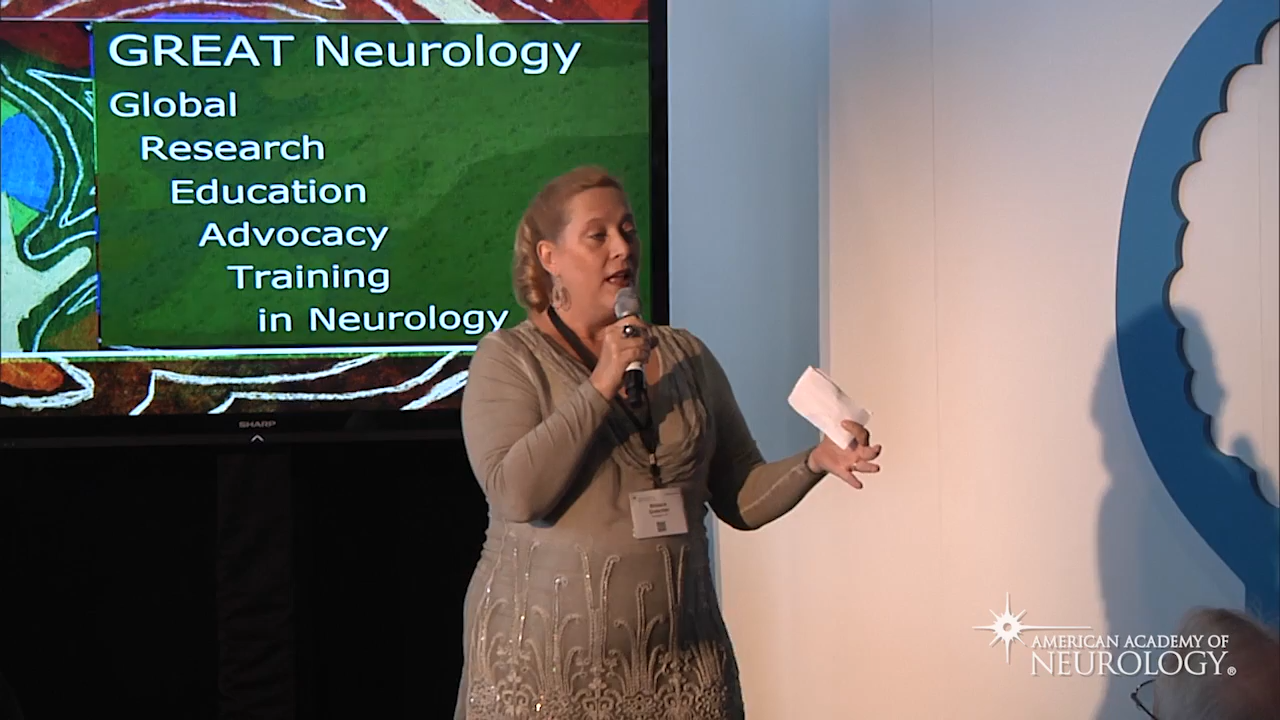 GREAT Neurology
Global
Research
Education
Advocacy
Training
in Neurology
SHARP
AMERICAN ACADEMY OF
NEUROLOGY®